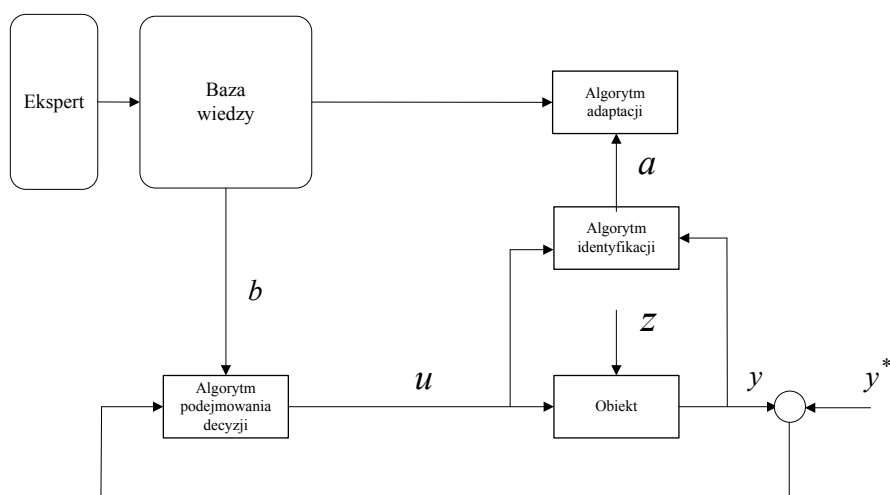 Ekspert
Baza
wiedzy
Algorytm
adaptacji
a
Algorytm
identyfikacji
b
z
Algorytm
podejmowania
decyzji
u
Obiekt
y
y*